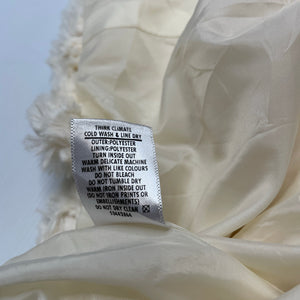 THINK CLIMATE
COLD WASH & LINE DRY
OUTER:POLYESTER
LINING:POLYESTER
TURN INSIDE OUT
WARM DELICATE MACHINE
WASH WITH LIKE COLOURS
DO NOT BLEACH
DO NOT TUMBLE DRY
WARM IRON INSIDE OUT
DO NOT IRON PRINTS OR
EMBELLISHMENTS
DO NOT DRY CLEAN